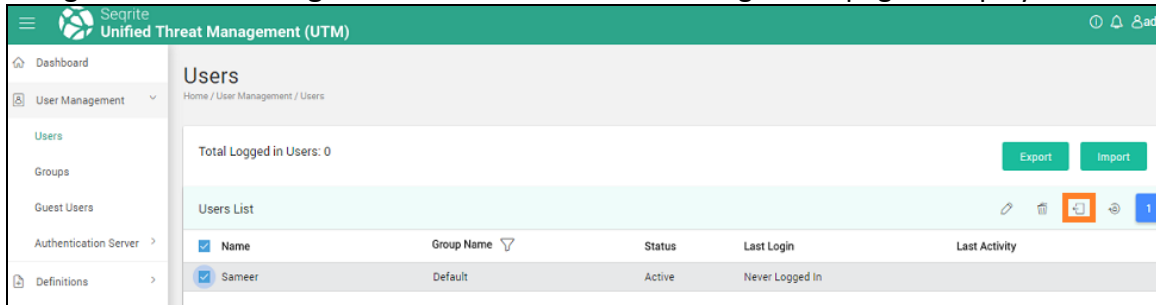 Seqrite
Unified Threat Management (UTM)
Dashboard
Users
Home / User Management / Users
User Management
Users
Total Logged in Users: 0
Export
Import
Groups
Guest Users
Users List
1
Authentication Server
Name
Group Name
Status
Last Login
Last Activity
Definitions
Sameer
Default
Active
Never Logged In